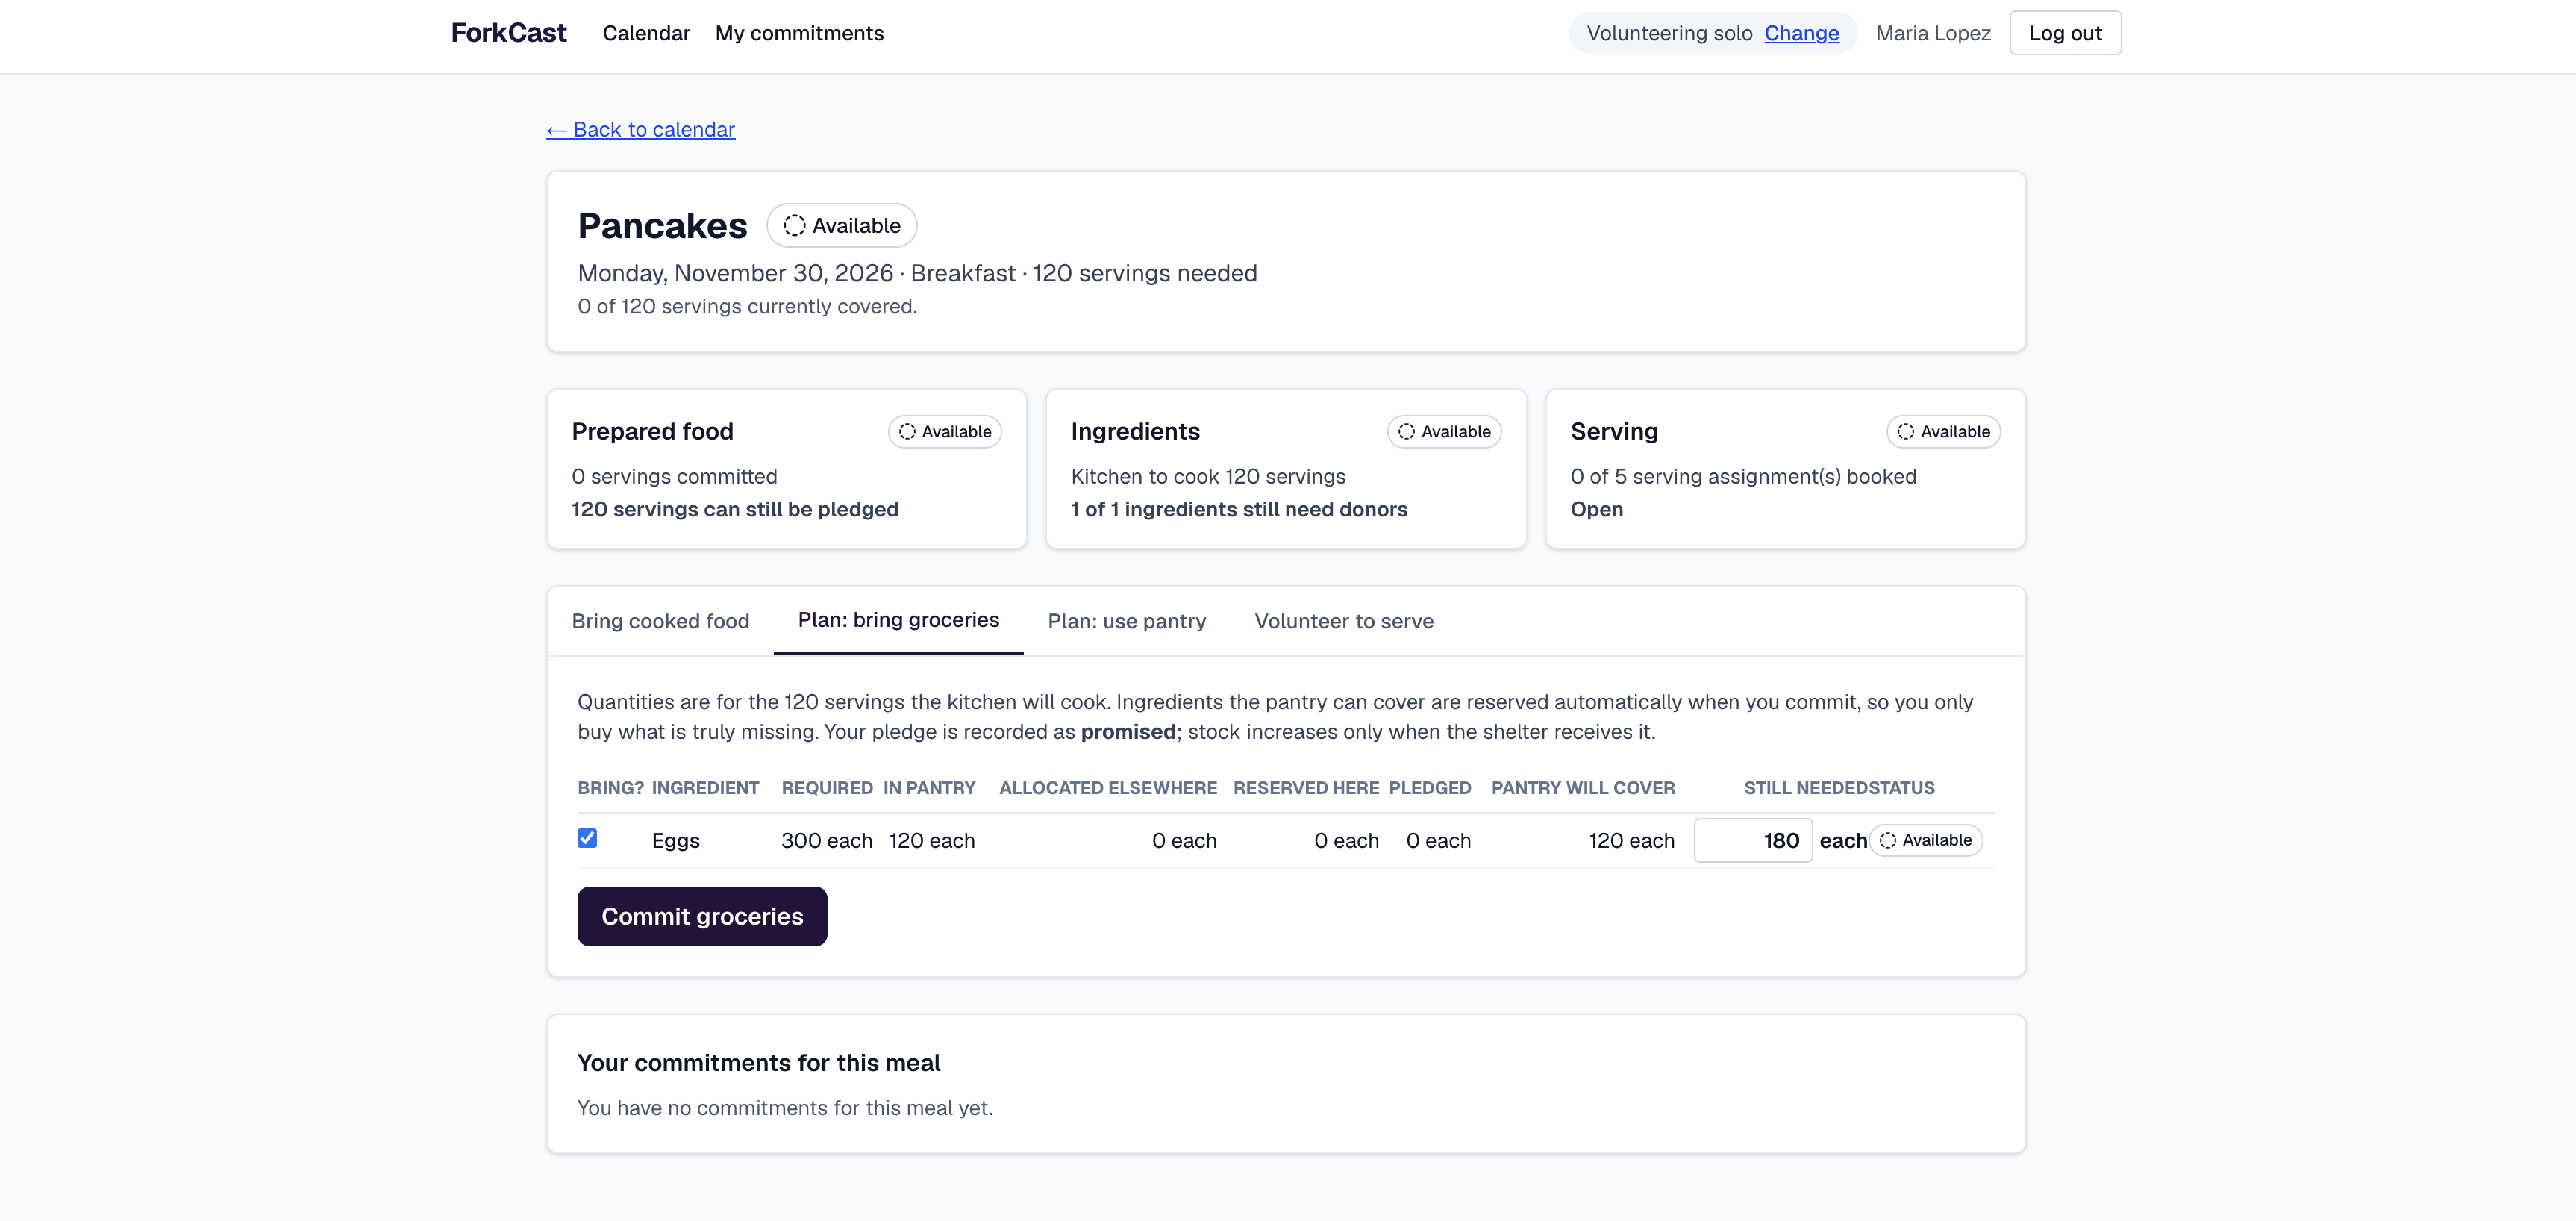 ForkCast Calendar My commitments Volunteering solo Change Maria Lopez Log out
← Back to calendar
Pancakes Available
Monday, November 30, 2026 · Breakfast · 120 servings needed
0 of 120 servings currently covered.
Prepared food Available
0 servings committed
120 servings can still be pledged
Ingredients Available
Kitchen to cook 120 servings
1 of 1 ingredients still need donors
Serving Available
0 of 5 serving assignment(s) booked
Open
Bring cooked food Plan: bring groceries Plan: use pantry Volunteer to serve
Quantities are for the 120 servings the kitchen will cook. Ingredients the pantry can cover are reserved automatically when you commit, so you only
buy what is truly missing. Your pledge is recorded as promised; stock increases only when the shelter receives it.
BRING? INGREDIENT REQUIRED IN PANTRY ALLOCATED ELSEWHERE RESERVED HERE PLEDGED PANTRY WILL COVER STILL NEEDEDSTATUS
Eggs 300 each 120 each 0 each 0 each 0 each 120 each 180 each Available
Commit groceries
Your commitments for this meal
You have no commitments for this meal yet.